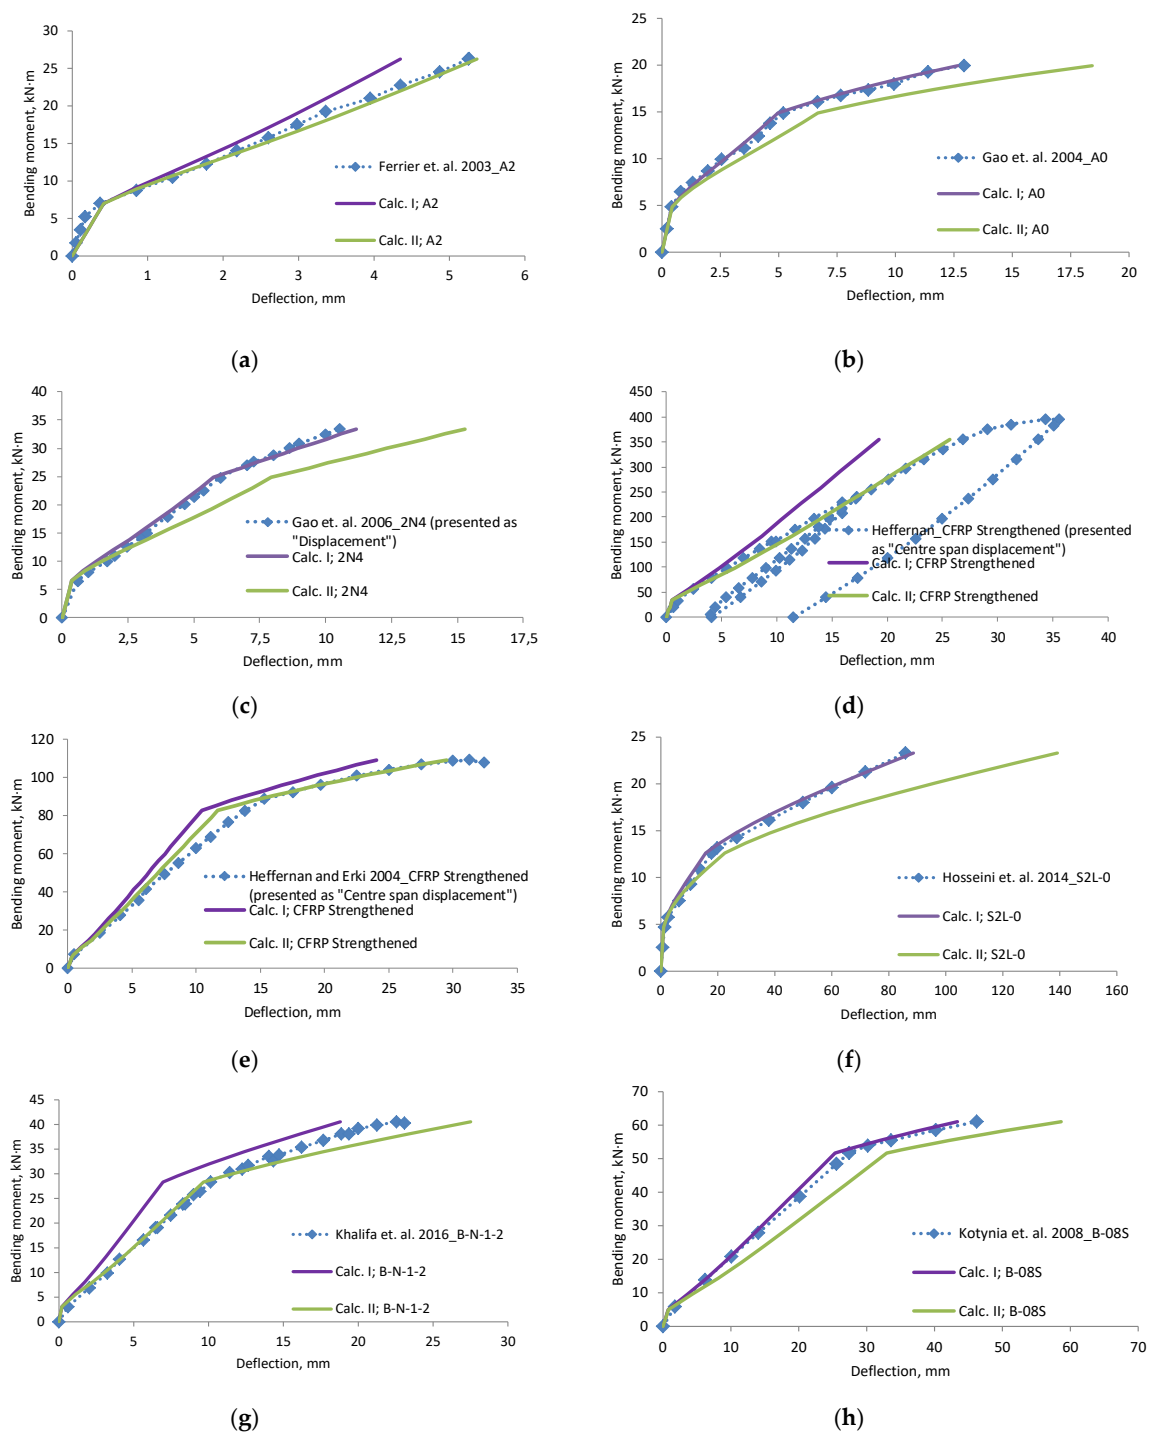 30
25
20
15
10
5
0
Bending moment, kN·m
0 1 2 3 4 5 6
Deflection, mm
Ferrier et. al. 2003_A2
Calc. I; A2
Calc. II; A2
(a)
25
20
15
10
5
0
Bending moment, kN·m
0 2.5 5 7.5 10 12.5 15 17.5 20
Deflection, mm
Gao et. al. 2004_A0
Calc. I; A0
Calc. II; A0
(b)
40
35
30
25
20
15
10
5
0
Bending moment, kN·m
0 2,5 5 7,5 10 12,5 15 17,5
Deflection, mm
Gao et. al. 2006_2N4 (presented as
"Displacement")
Calc. I; 2N4
Calc. II; 2N4
(c)
450
400
350
300
250
200
150
100
50
0
Bending moment, kN·m
0 5 10 15 20 25 30 35 40
Deflection, mm
Heffernan_CFRP Strengthened (presented
as "Centre span displacement")
Calc. I; CFRP Strengthened
Calc. II; CFRP Strengthened
(d)
120
100
80
60
40
20
0
Bending moment, kN·m
0 5 10 15 20 25 30 35
Deflection, mm
Heffernan and Erki 2004_CFRP Strengthened
(presented as "Centre span displacement")
Calc. I; CFRP Strengthened
Calc. II; CFRP Strengthened
(e)
25
20
15
10
5
0
Bending moment, kN·m
0 20 40 60 80 100 120 140 160
Deflection, mm
Hosseini et. al. 2014_S2L-0
Calc. I; S2L-0
Calc. II; S2L-0
(f)
45
40
35
30
25
20
15
10
5
0
Bending moment, kN·m
0 5 10 15 20 25 30
Deflection, mm
Khalifa et. al. 2016_B-N-1-2
Calc. I; B-N-1-2
Calc. II; B-N-1-2
(g)
70
60
50
40
30
20
10
0
Bending moment, kN·m
0 10 20 30 40 50 60 70
Deflection, mm
Kotynia et. al. 2008_B-08S
Calc. I; B-08S
Calc. II; B-08S
(h)